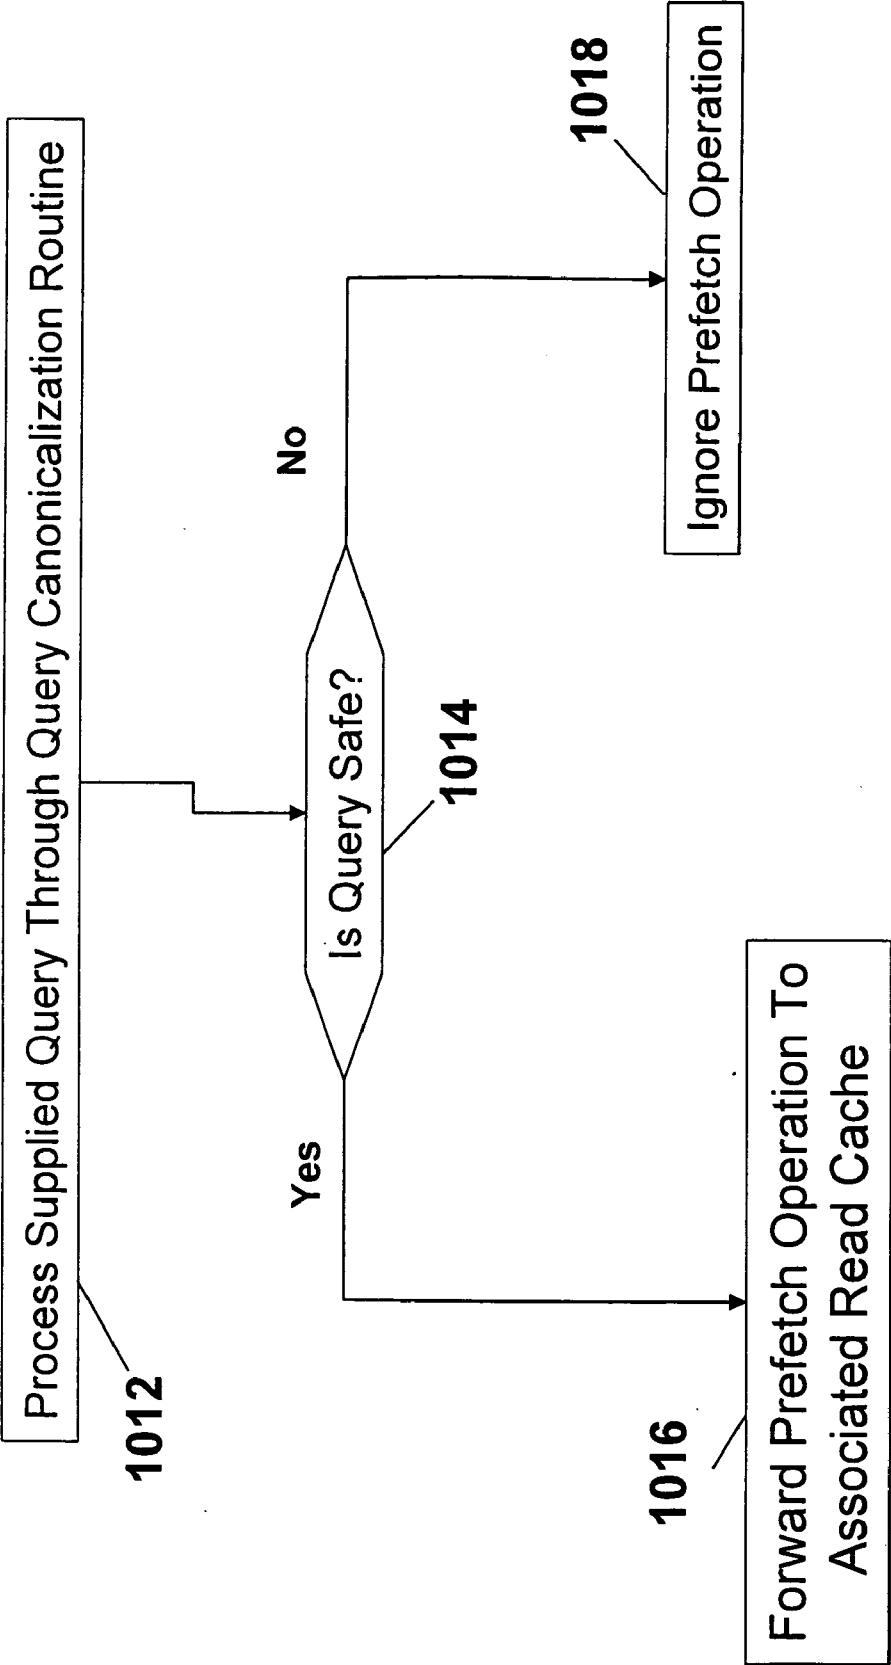 Process Supplied Query Through Query Canonicalization Routine
1012
Is Query Safe?
1014
Yes
No
Forward Prefetch Operation To
Associated Read Cache
1016
Ignore Prefetch Operation
1018